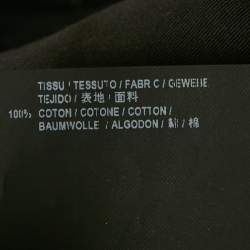 TISSU / TESSUTO / FABRIC / GEWEBE
TEJIDO / 表地 / 面料
100% COTON / COTONE / COTTON /
BAUMWOLLE / ALGODON / 綿 / 棉